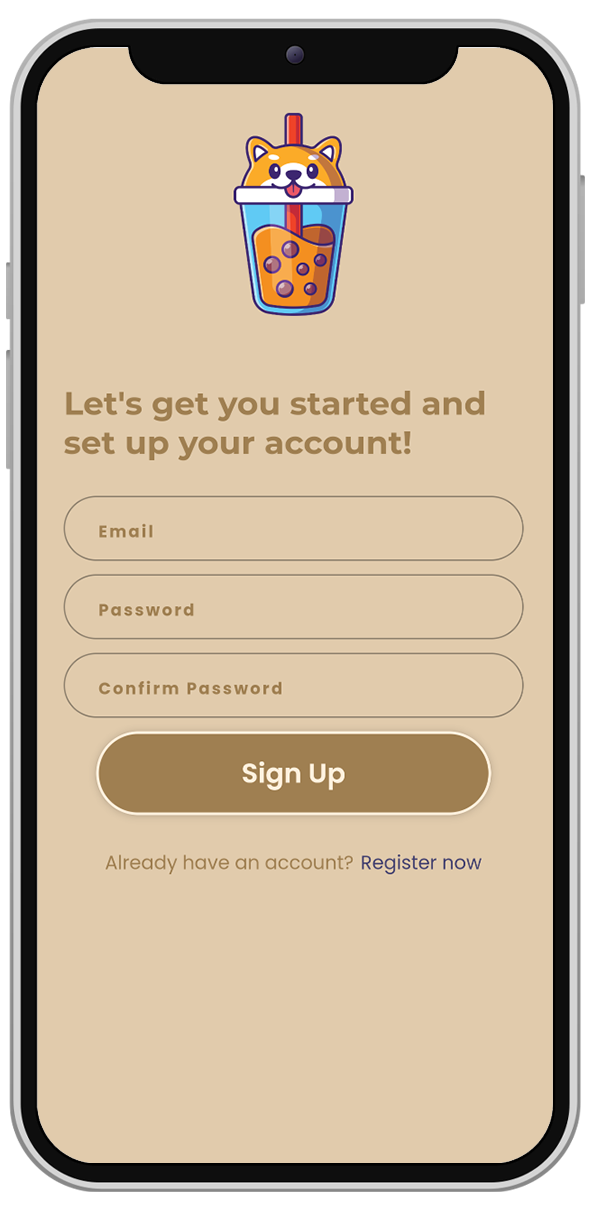 Let's get you started and
set up your account!
Email
Password
Confirm Password
Sign Up
Already have an account? Register now